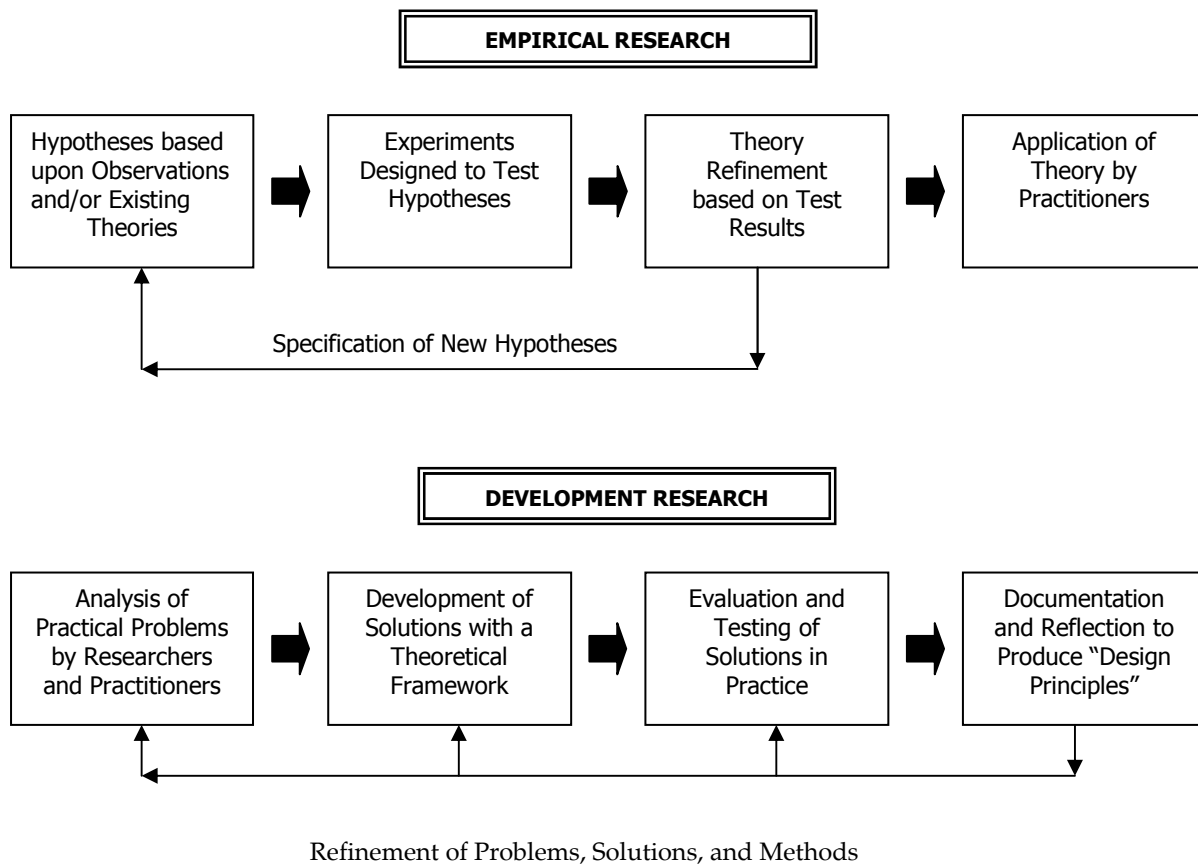 EMPIRICAL RESEARCH
Hypotheses based
upon Observations
and/or Existing
Theories
Experiments
Designed to Test
Hypotheses
Theory
Refinement
based on Test
Results
Application of
Theory by
Practitioners
Specification of New Hypotheses
DEVELOPMENT RESEARCH
Analysis of
Practical Problems
by Researchers
and Practitioners
Development of
Solutions with a
Theoretical
Framework
Evaluation and
Testing of
Solutions in
Practice
Documentation
and Reflection to
Produce “Design
Principles”
Refinement of Problems, Solutions, and Methods